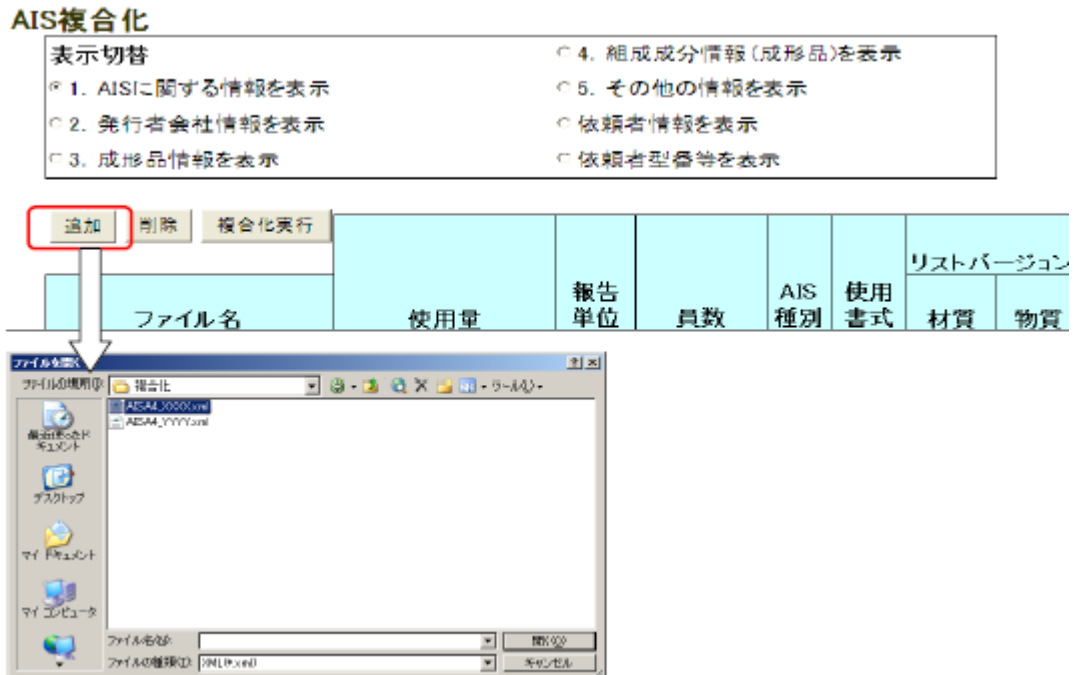 AIS複合化
表示切替
1. AISに関する情報を表示
2. 発行者会社情報を表示
3. 成形品情報を表示
4. 組成成分情報(成形品)を表示
5. その他の情報を表示
依頼者情報を表示
依頼者型番等を表示
追加 削除 複合化実行
ファイル名
使用量
報告単位
員数
AIS種別
使用書式
リストバージョン
材質 物質
ファイルを開く
ファイルの場所(I): 複合化
ツール(L)
AISA4_XXXX.xml
AISA4_YYYY.xml
最近使ったドキュメント
デスクトップ
マイ ドキュメント
マイ コンピュータ
ファイル名(N):
開く(O)
ファイルの種類(T): XML(*.xml)
キャンセル